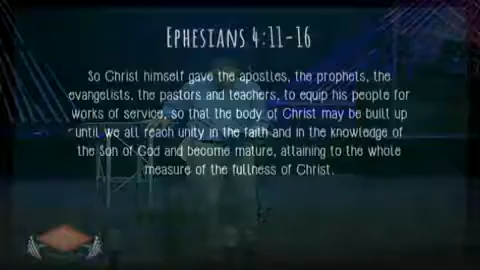 Ephesians 4:11-16
So Christ himself gave the apostles, the prophets, the
evangelists, the pastors and teachers, to equip his people for
works of service, so that the body of Christ may be built up
until we all reach unity in the faith and in the knowledge of
the Son of God and become mature, attaining to the whole
measure of the fullness of Christ.